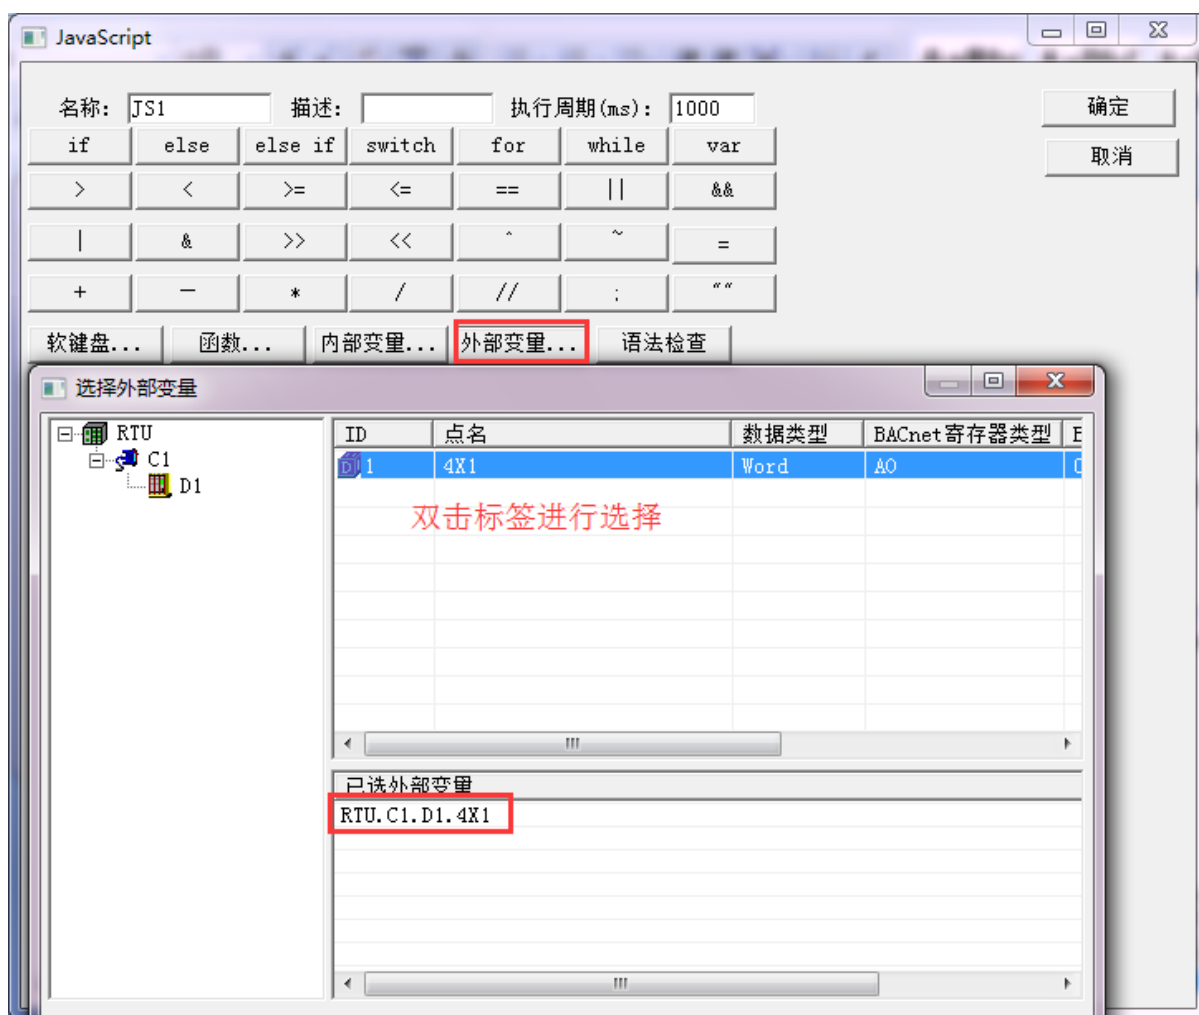 JavaScript
名称: JS1 描述: 执行周期(ms): 1000 确定
if else else if switch for while var 取消
> < >= <= == || &&
| & >> << ^ ~ =
+ — * / // ; ""
软键盘... 函数... 内部变量... 外部变量... 语法检查
选择外部变量
RTU
C1
D1
ID 点名 数据类型 BACnet寄存器类型
1 4X1 Word AO
双击标签进行选择
已选外部变量
RTU.C1.D1.4X1